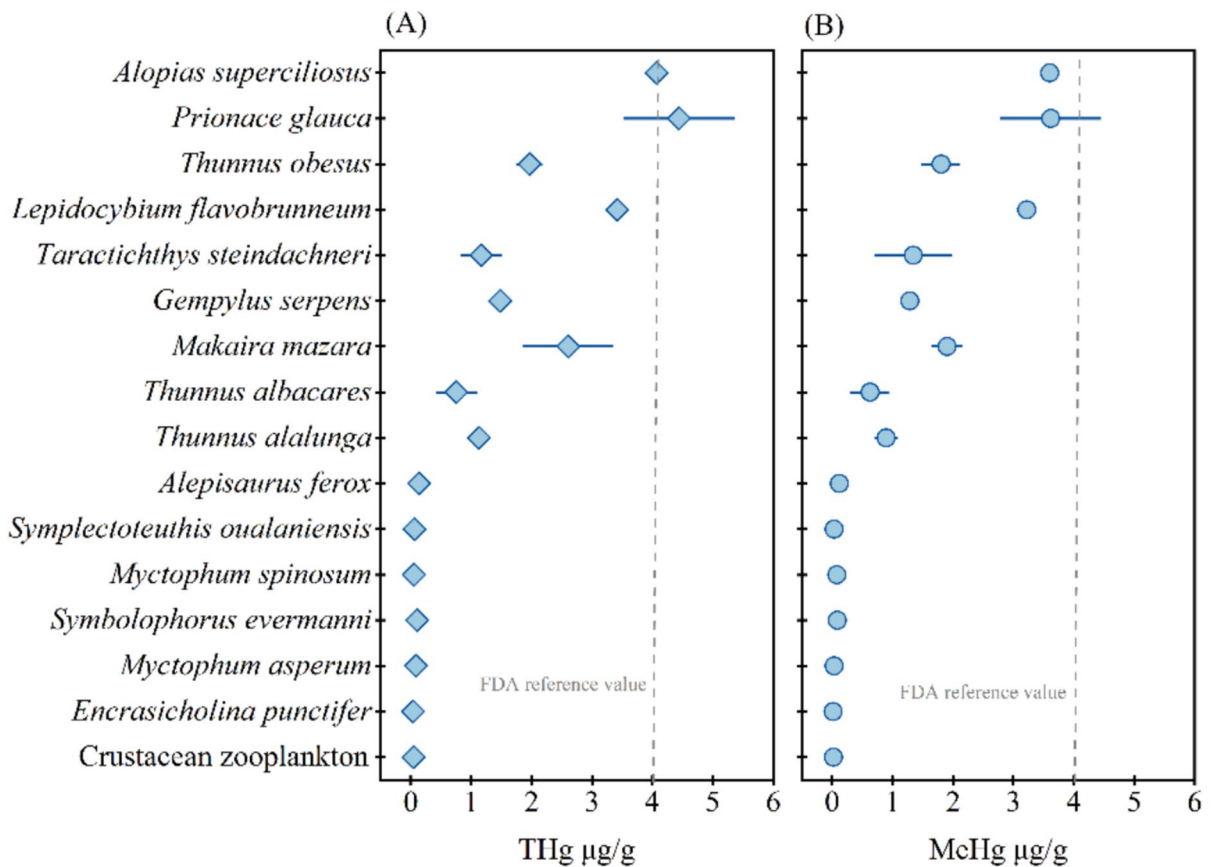 (A)
(B)
Alopias superciliosus
Prionace glauca
Thunnus obesus
Lepidocybium flavobrunneum
Taractichthys steindachneri
Gempylus serpens
Makaira mazara
Thunnus albacares
Thunnus alalunga
Alepisaurus ferox
Symplectoteuthis oualaniensis
Myctophum spinosum
Symbolophorus evermanni
Myctophum asperum
Encrasicholina punctifer
Crustacean zooplankton
FDA reference value
FDA reference value
0 1 2 3 4 5 6
0 1 2 3 4 5 6
THg µg/g
MeHg µg/g